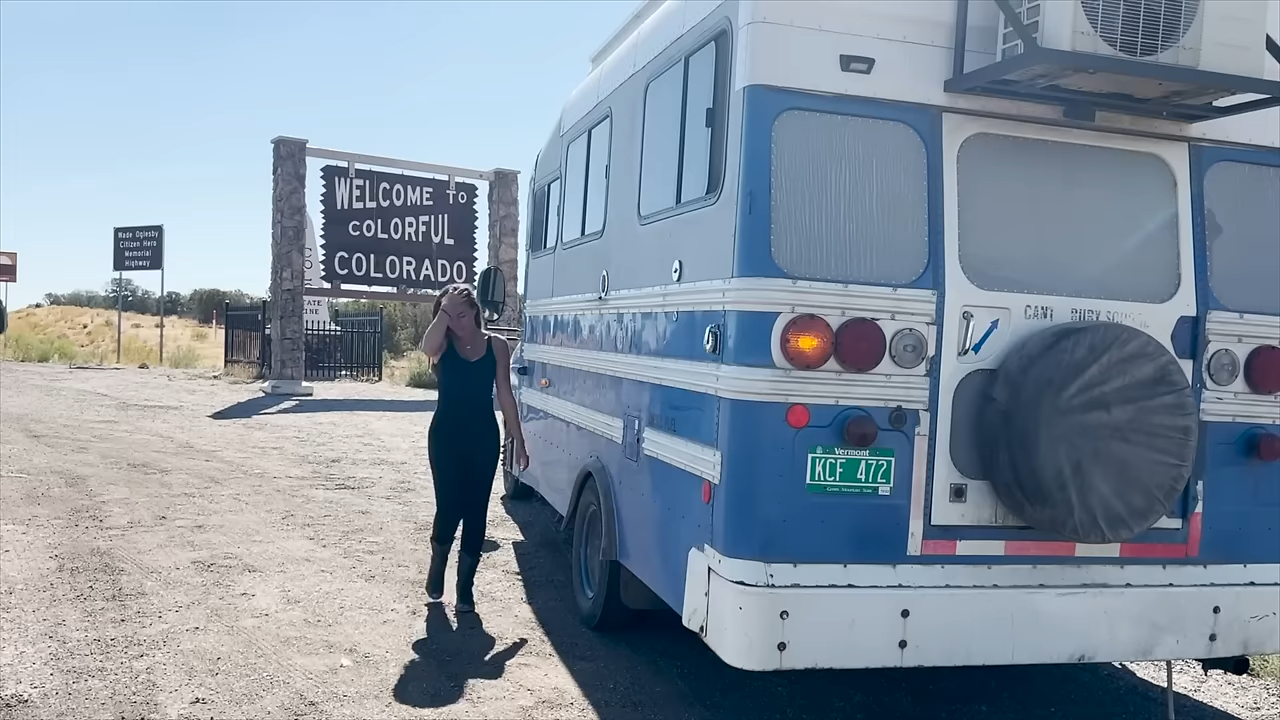 WELCOME TO
COLORFUL
COLORADO
Wade Oglesby
Citizen Hero
Memorial
Highway
Vermont
KCF 472
Green Mountain State